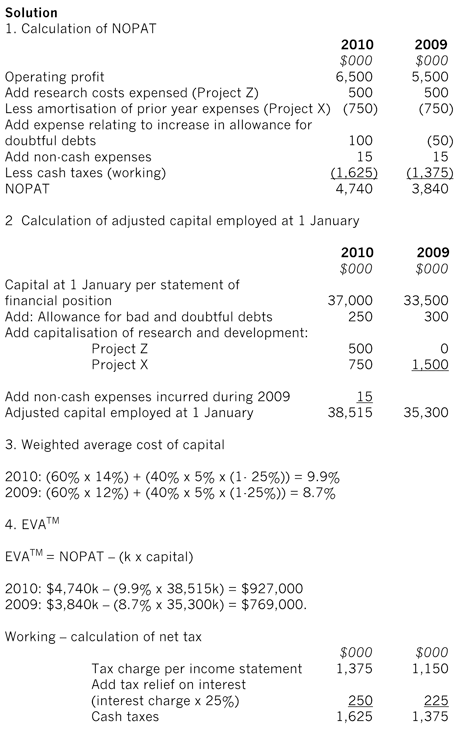 Solution
1. Calculation of NOPAT
2010 2009
$000 $000
Operating profit 6,500 5,500
Add research costs expensed (Project Z) 500 500
Less amortisation of prior year expenses (Project X) (750) (750)
Add expense relating to increase in allowance for
doubtful debts 100 (50)
Add non-cash expenses 15 15
Less cash taxes (working) (1,625) (1,375)
NOPAT 4,740 3,840
2 Calculation of adjusted capital employed at 1 January
2010 2009
$000 $000
Capital at 1 January per statement of
financial position 37,000 33,500
Add: Allowance for bad and doubtful debts 250 300
Add capitalisation of research and development:
Project Z 500 0
Project X 750 1,500
Add non-cash expenses incurred during 2009 15
Adjusted capital employed at 1 January 38,515 35,300
3. Weighted average cost of capital
2010: (60% x 14%) + (40% x 5% x (1- 25%)) = 9.9%
2009: (60% x 12%) + (40% x 5% x (1-25%)) = 8.7%
4. EVA™
EVA™ = NOPAT – (k x capital)
2010: $4,740k – (9.9% x 38,515k) = $927,000
2009: $3,840k – (8.7% x 35,300k) = $769,000.
Working – calculation of net tax
$000 $000
Tax charge per income statement 1,375 1,150
Add tax relief on interest
(interest charge x 25%) 250 225
Cash taxes 1,625 1,375